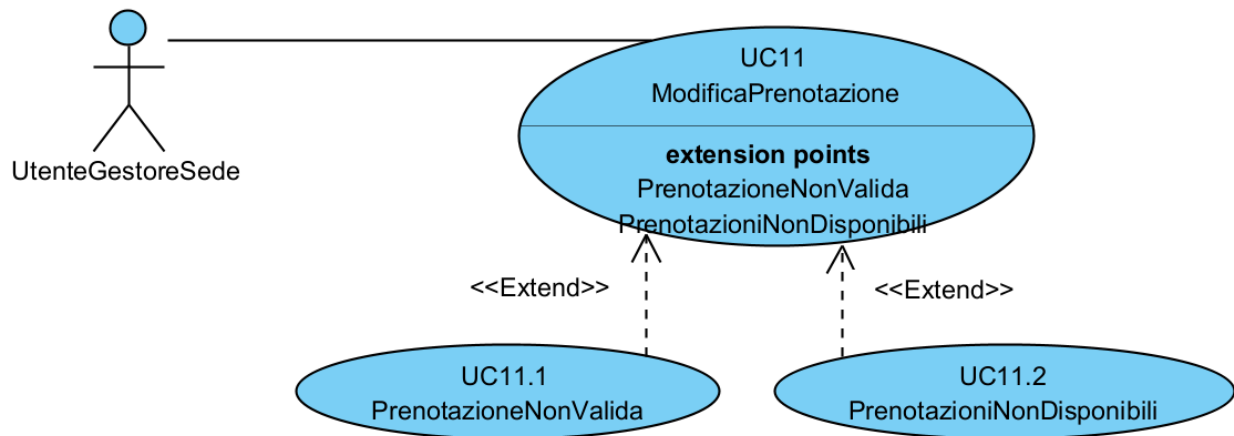 UC11
ModificaPrenotazione
extension points
PrenotazioneNonValida
PrenotazioniNonDisponibili
UtenteGestoreSede
<<Extend>>
<<Extend>>
UC11.1
PrenotazioneNonValida
UC11.2
PrenotazioniNonDisponibili